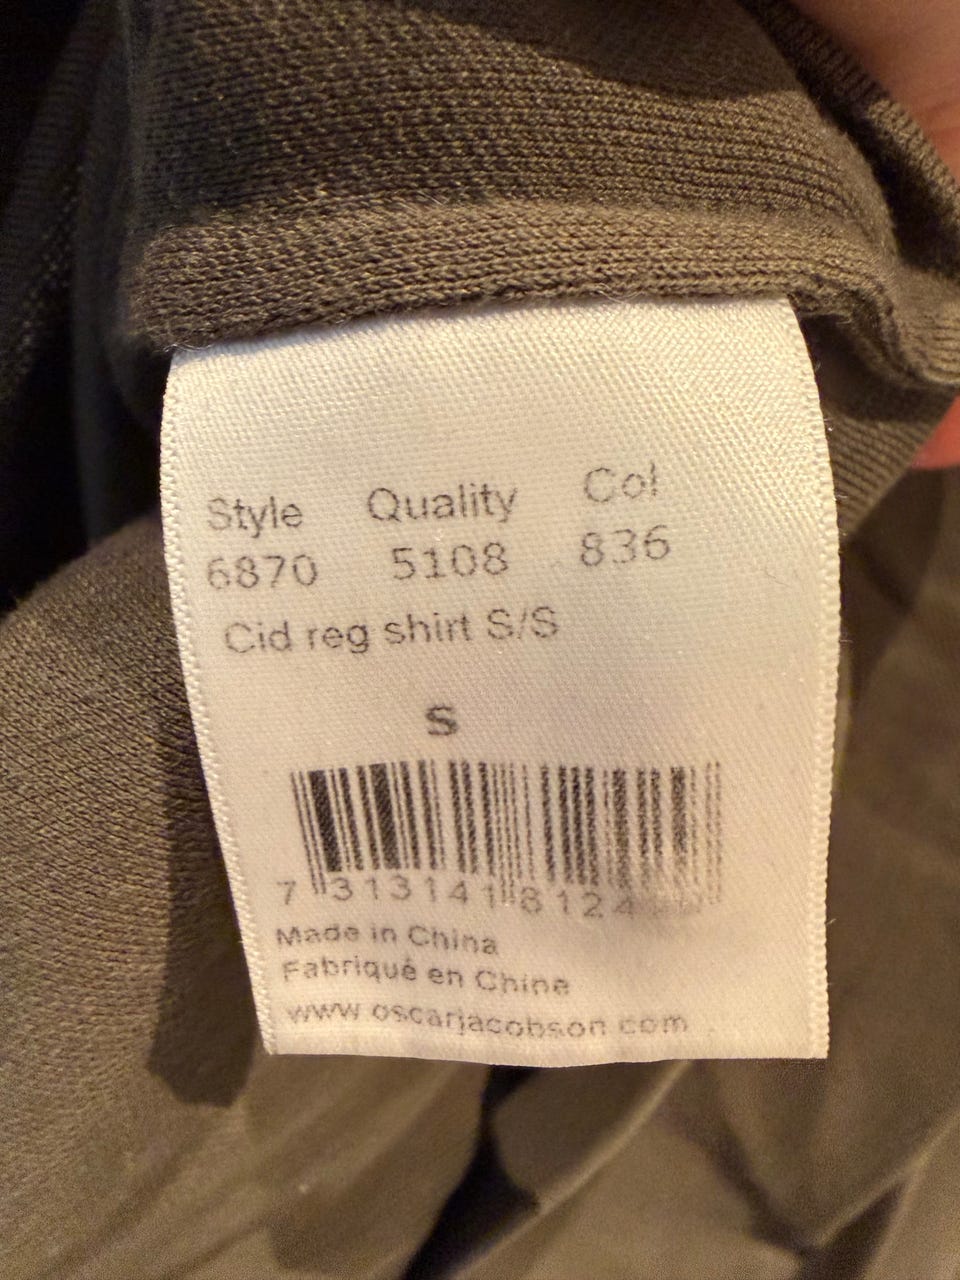 Style Quality Col
6870 5108 836
Cid reg shirt S/S
S
Made in China
Fabriqué en Chine
www.oscarjacobson.com